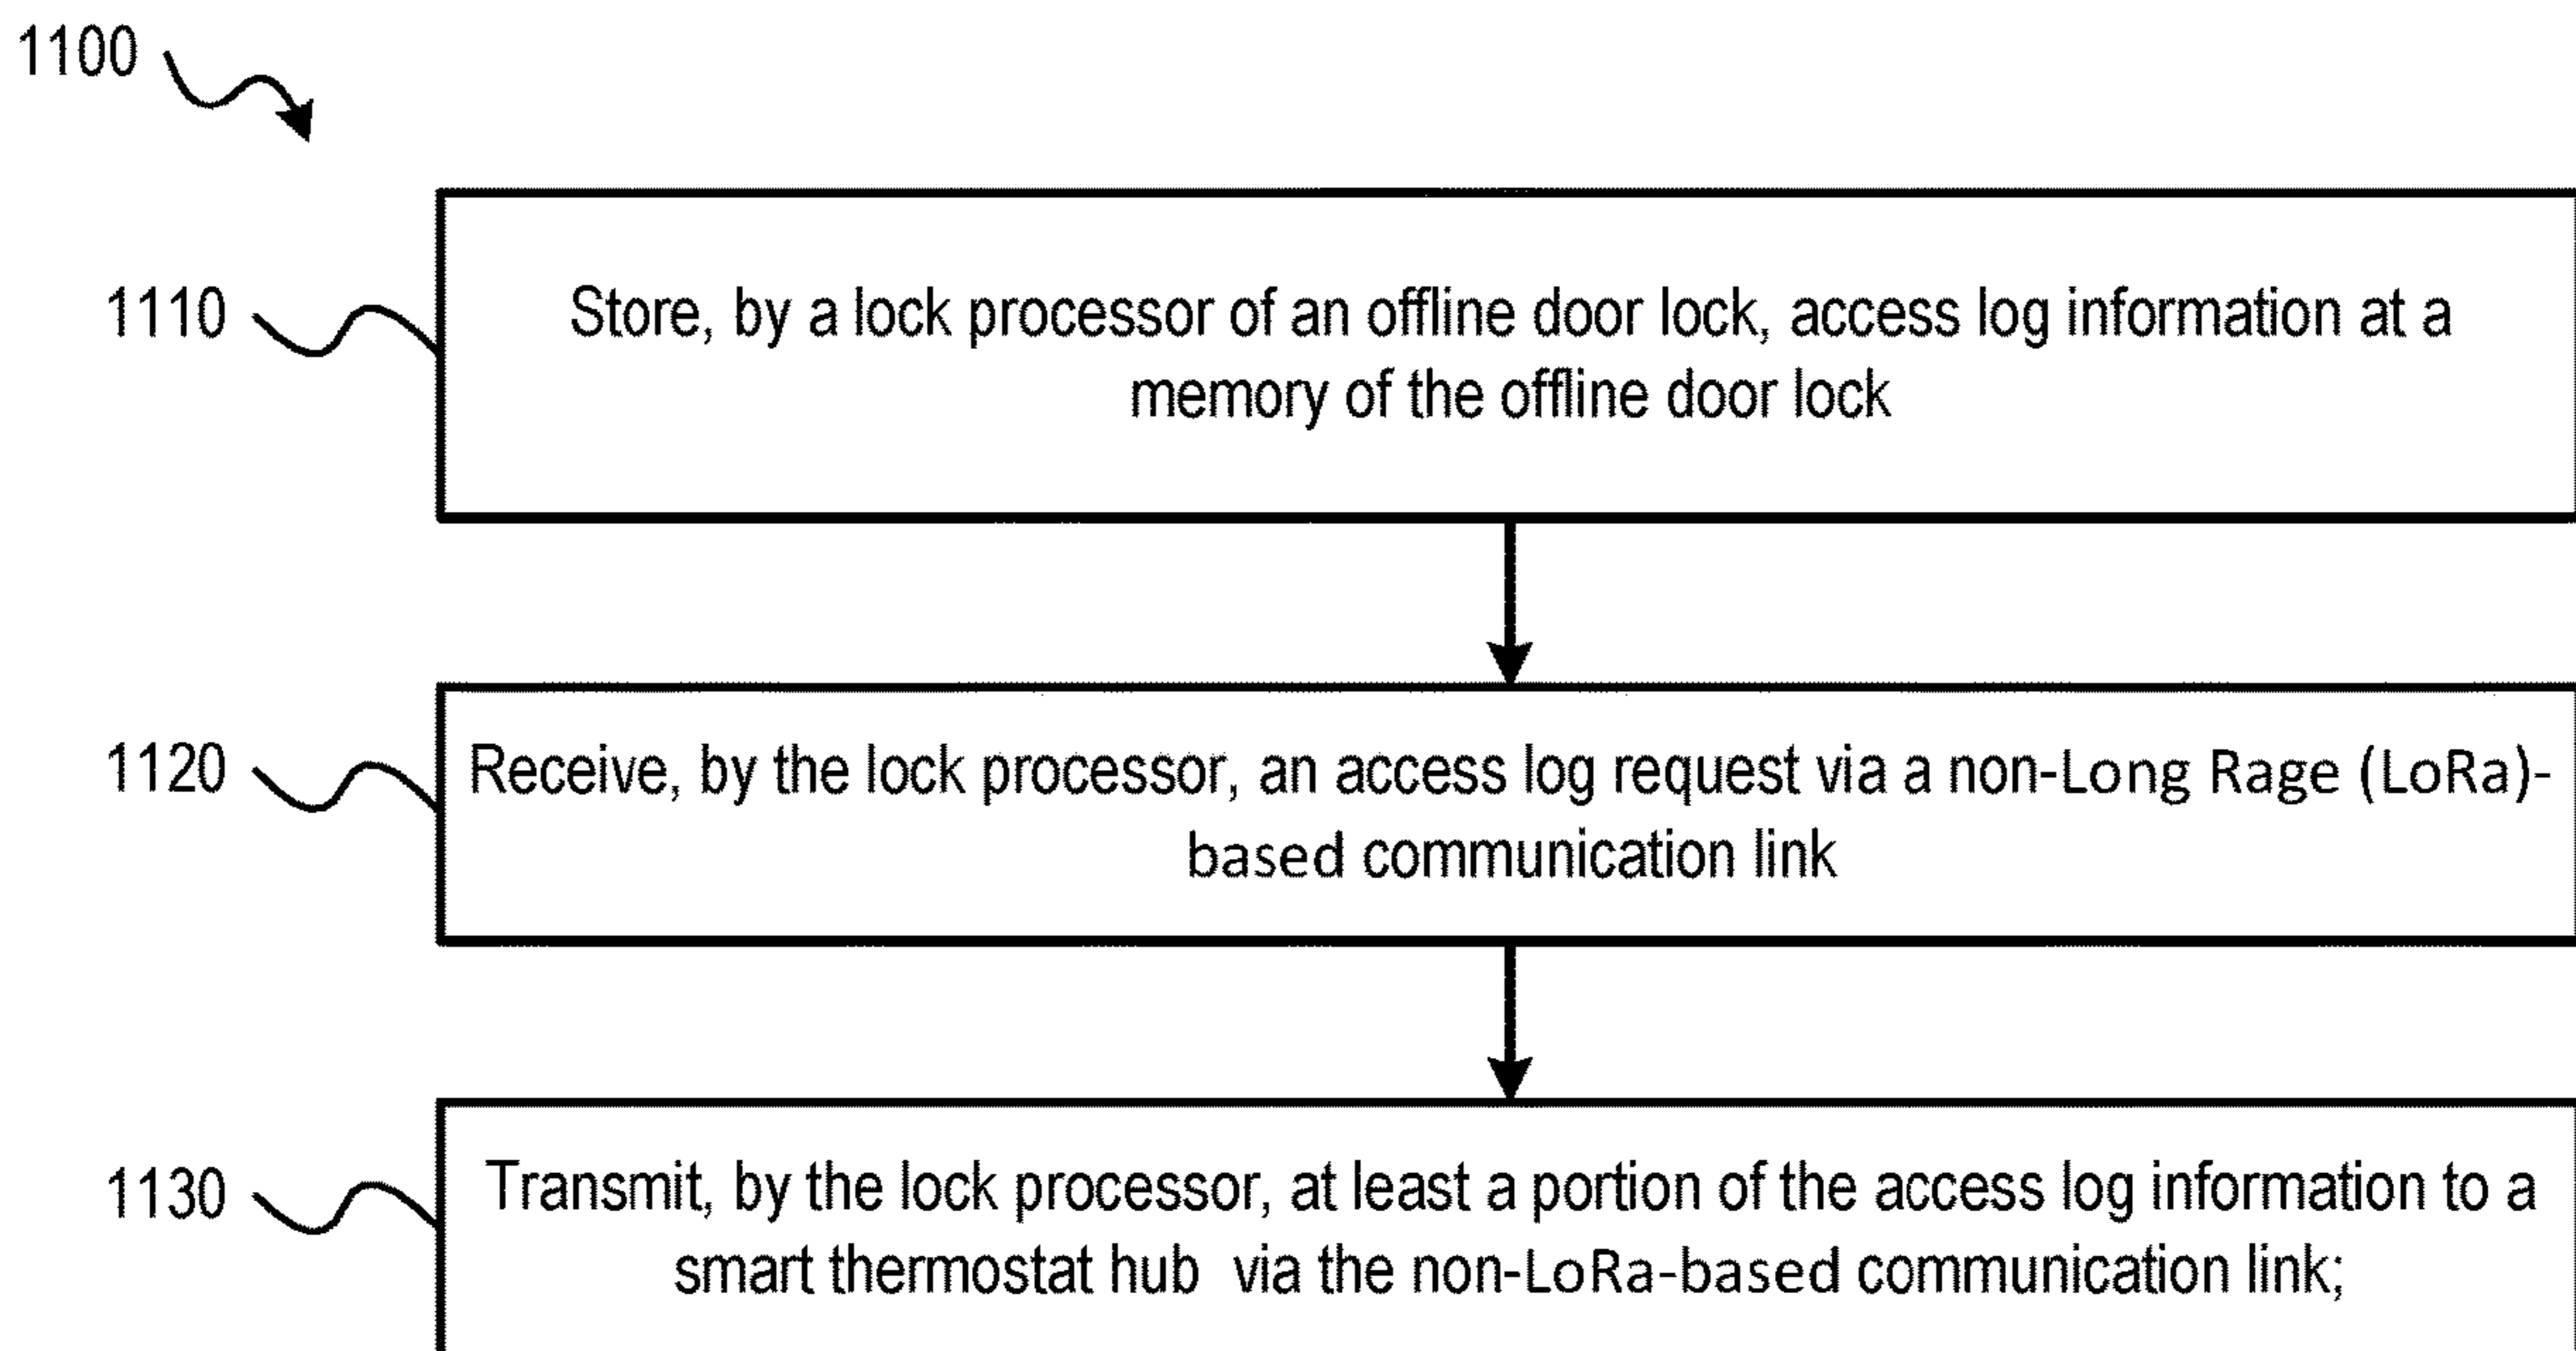 1100
1110
Store, by a lock processor of an offline door lock, access log information at a
memory of the offline door lock
1120
Receive, by the lock processor, an access log request via a non-Long Rage (LoRa)-
based communication link
1130
Transmit, by the lock processor, at least a portion of the access log information to a
smart thermostat hub via the non-LoRa-based communication link;